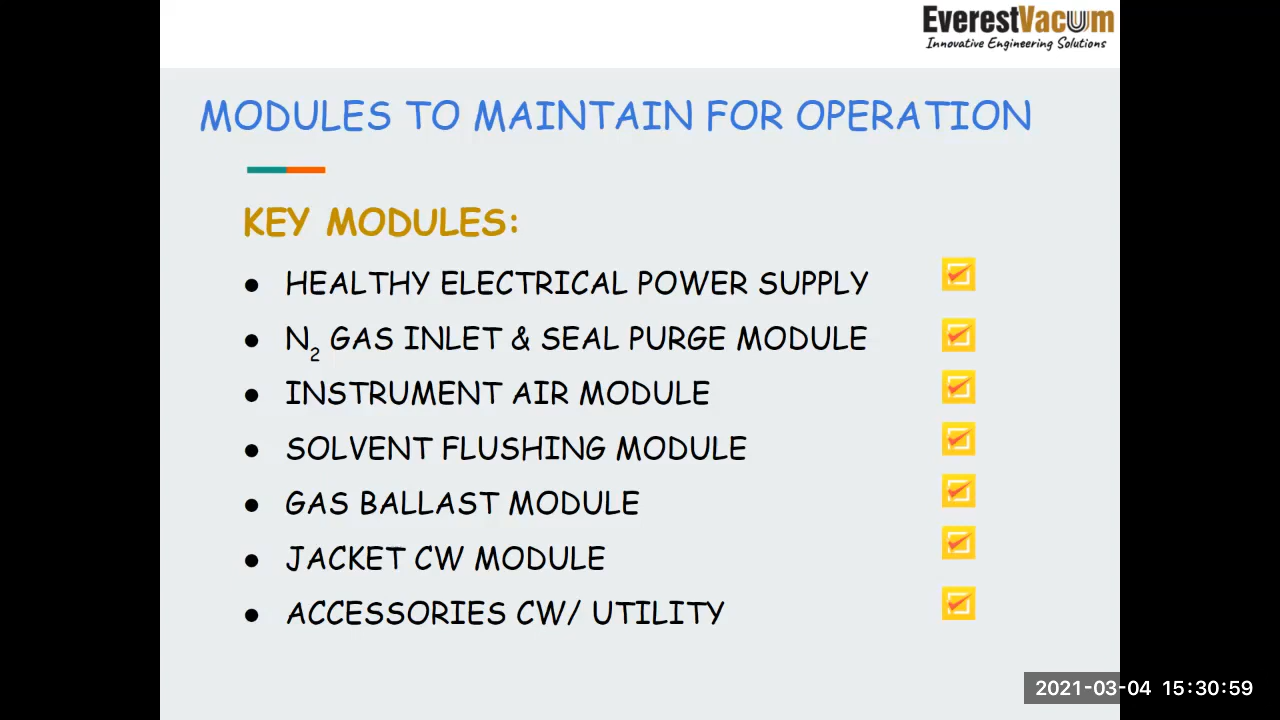 EverestVacuum
Innovative Engineering Solutions
MODULES TO MAINTAIN FOR OPERATION
KEY MODULES:
● HEALTHY ELECTRICAL POWER SUPPLY
● N₂ GAS INLET & SEAL PURGE MODULE
● INSTRUMENT AIR MODULE
● SOLVENT FLUSHING MODULE
● GAS BALLAST MODULE
● JACKET CW MODULE
● ACCESSORIES CW/ UTILITY
2021-03-04 15:30:59